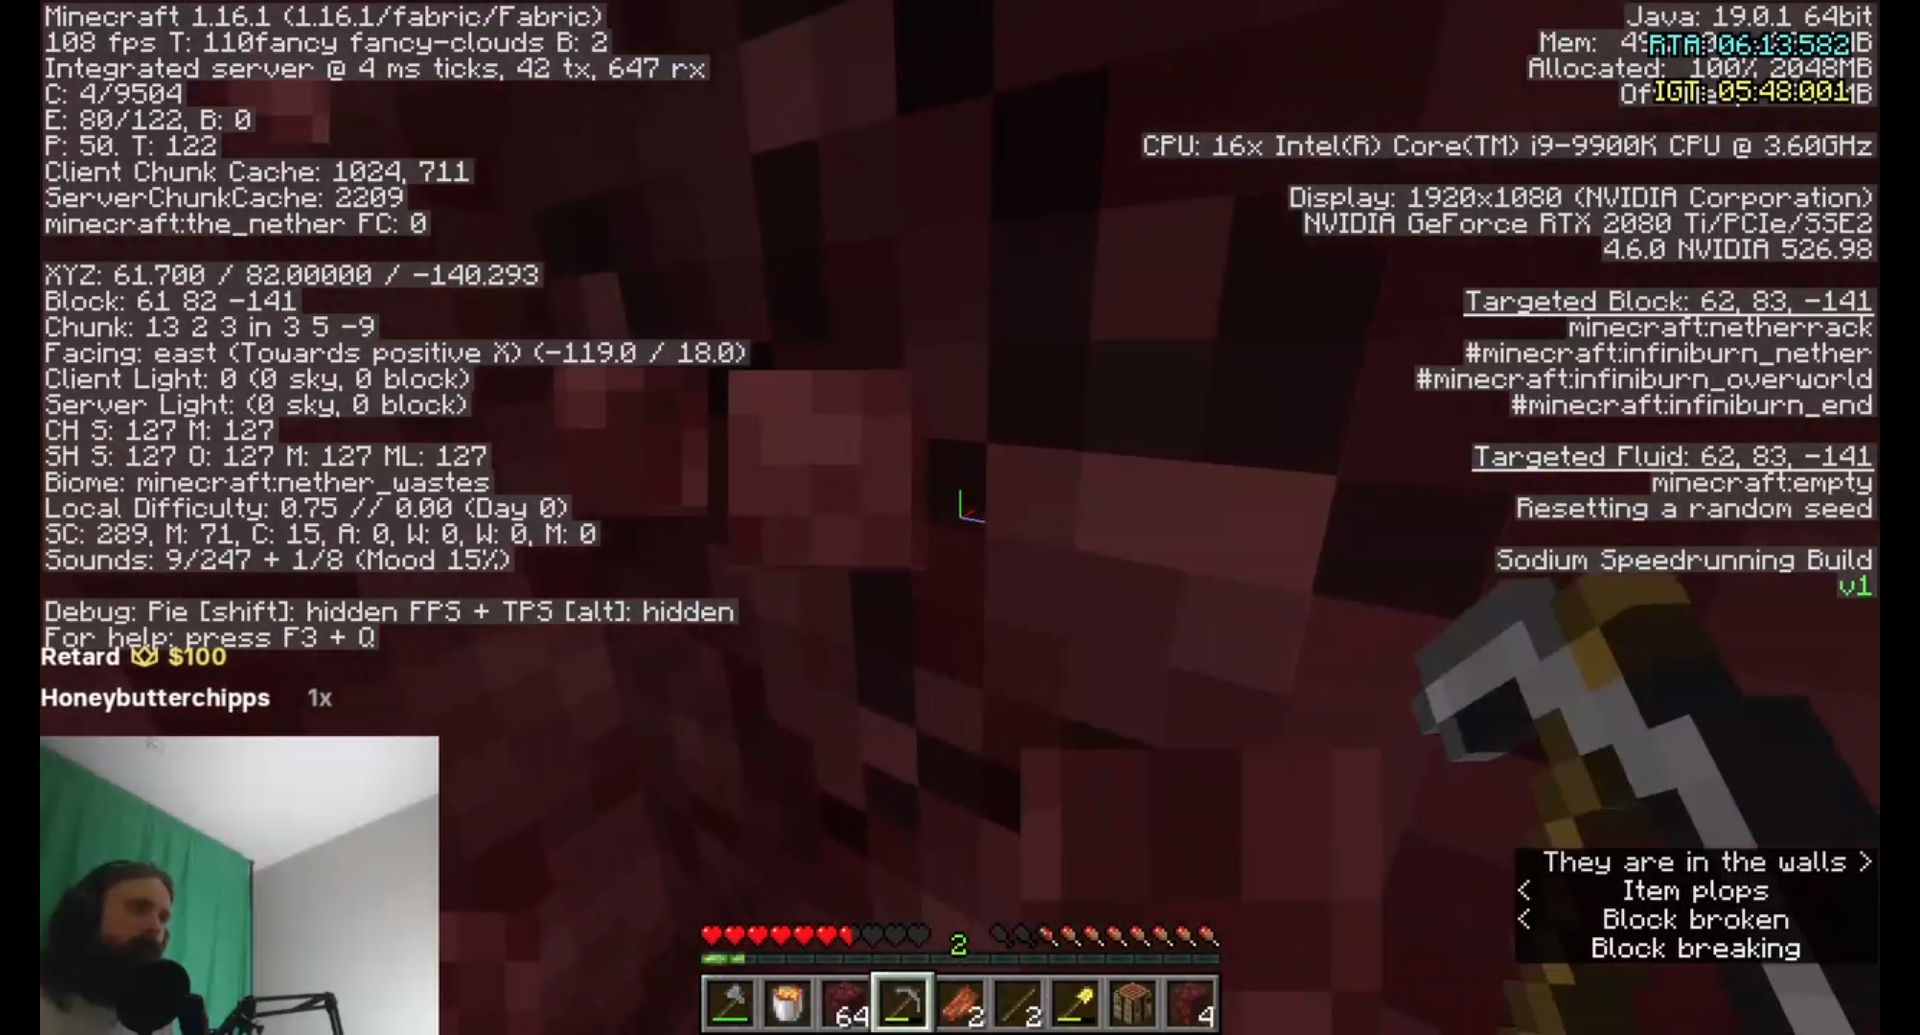 Minecraft 1.16.1 (1.16.1/fabric/Fabric)
108 fps T: 110fancy fancy-clouds B: 2
Integrated server @ 4 ms ticks, 42 tx, 647 rx
C: 4/9504
E: 80/122, B: 0
P: 50. T: 122
Client Chunk Cache: 1024, 711
ServerChunkCache: 2209
minecraft:the_nether FC: 0
XYZ: 61.700 / 82.00000 / -140.293
Block: 61 82 -141
Chunk: 13 2 3 in 3 5 -9
Facing: east (Towards positive X) (-119.0 / 18.0)
Client Light: 0 (0 sky, 0 block)
Server Light: (0 sky, 0 block)
CH S: 127 M: 127
SH S: 127 O: 127 M: 127 ML: 127
Biome: minecraft:nether_wastes
Local Difficulty: 0.75 // 0.00 (Day 0)
SC: 289, M: 71, C: 15, A: 0, W: 0, W: 0, M: 0
Sounds: 9/247 + 1/8 (Mood 15%)
Debug: Pie [shift]: hidden FPS + TPS [alt]: hidden
For help: press F3 + Q
Retard $100
Honeybutterchipps 1x
Java: 19.0.1 64bit
Mem:
RTA: 06:13.582
Allocated: 100% 2048MB
IGT: 05:48:001
CPU: 16x Intel(R) Core(TM) i9-9900K CPU @ 3.60GHz
Display: 1920x1080 (NVIDIA Corporation)
NVIDIA GeForce RTX 2080 Ti/PCIe/SSE2
4.6.0 NVIDIA 526.98
Targeted Block: 62, 83, -141
minecraft:netherrack
#minecraft:infiniburn_nether
#minecraft:infiniburn_overworld
#minecraft:infiniburn_end
Targeted Fluid: 62, 83, -141
minecraft:empty
Resetting a random seed
Sodium Speedrunning Build
v1
They are in the walls >
< Item plops
< Block broken
Block breaking
2
64 2 2 4